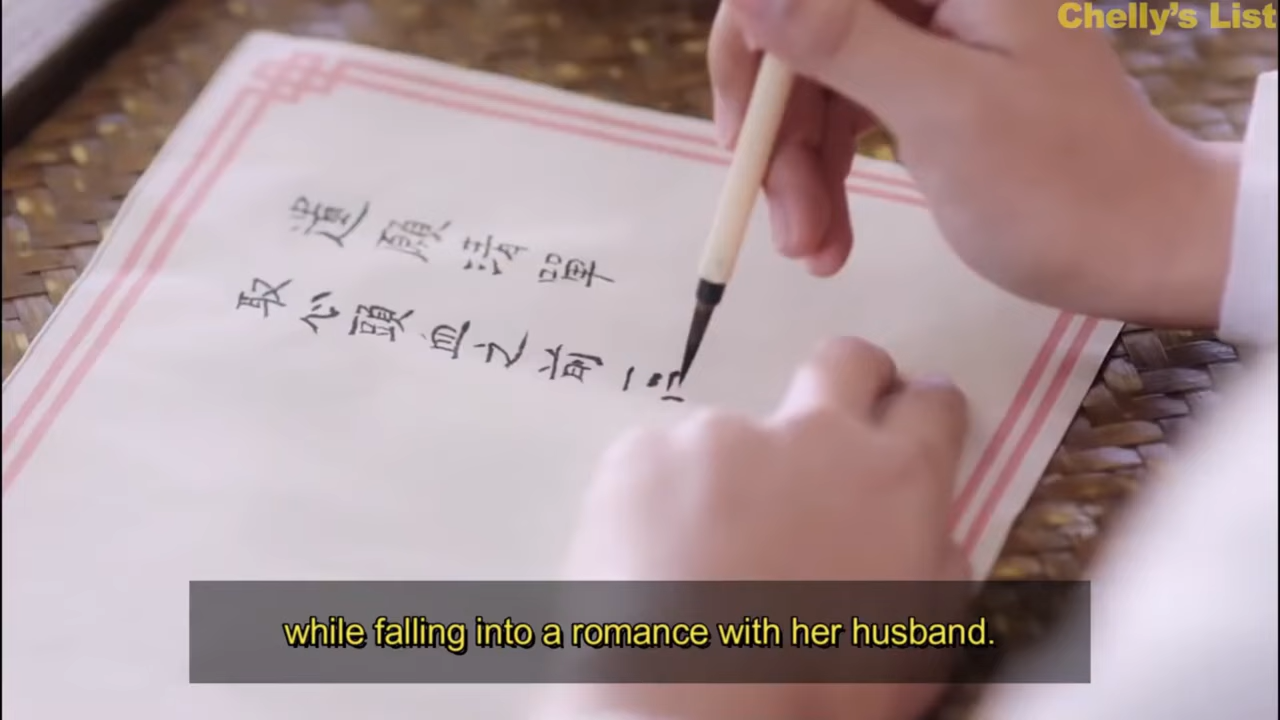 Chelly's List
遺願清單
取心頭血之前一
while falling into a romance with her husband.